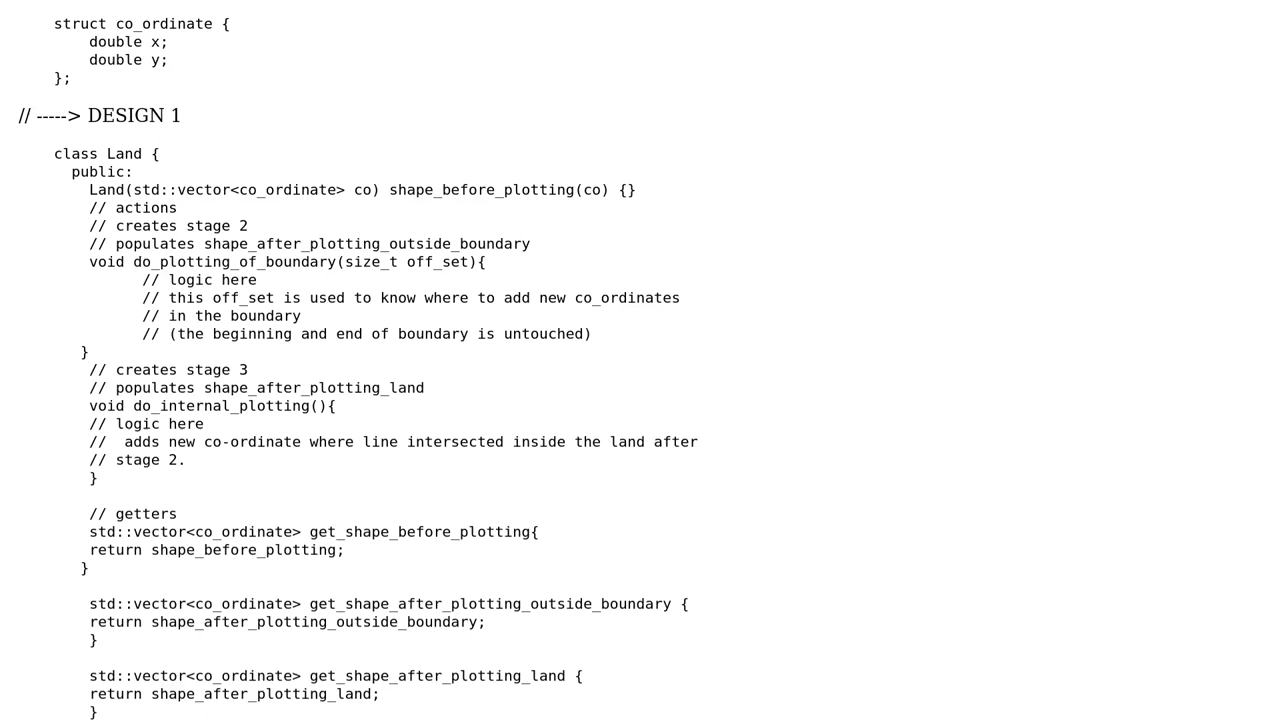 struct co_ordinate {
double x;
double y;
};
// -----> DESIGN 1
class Land {
public:
Land(std::vector<co_ordinate> co) shape_before_plotting(co) {}
// actions
// creates stage 2
// populates shape_after_plotting_outside_boundary
void do_plotting_of_boundary(size_t off_set){
// logic here
// this off_set is used to know where to add new co_ordinates
// in the boundary
// (the beginning and end of boundary is untouched)
}
// creates stage 3
// populates shape_after_plotting_land
void do_internal_plotting(){
// logic here
//  adds new co-ordinate where line intersected inside the land after
// stage 2.
}
// getters
std::vector<co_ordinate> get_shape_before_plotting{
return shape_before_plotting;
}
std::vector<co_ordinate> get_shape_after_plotting_outside_boundary {
return shape_after_plotting_outside_boundary;
}
std::vector<co_ordinate> get_shape_after_plotting_land {
return shape_after_plotting_land;
}